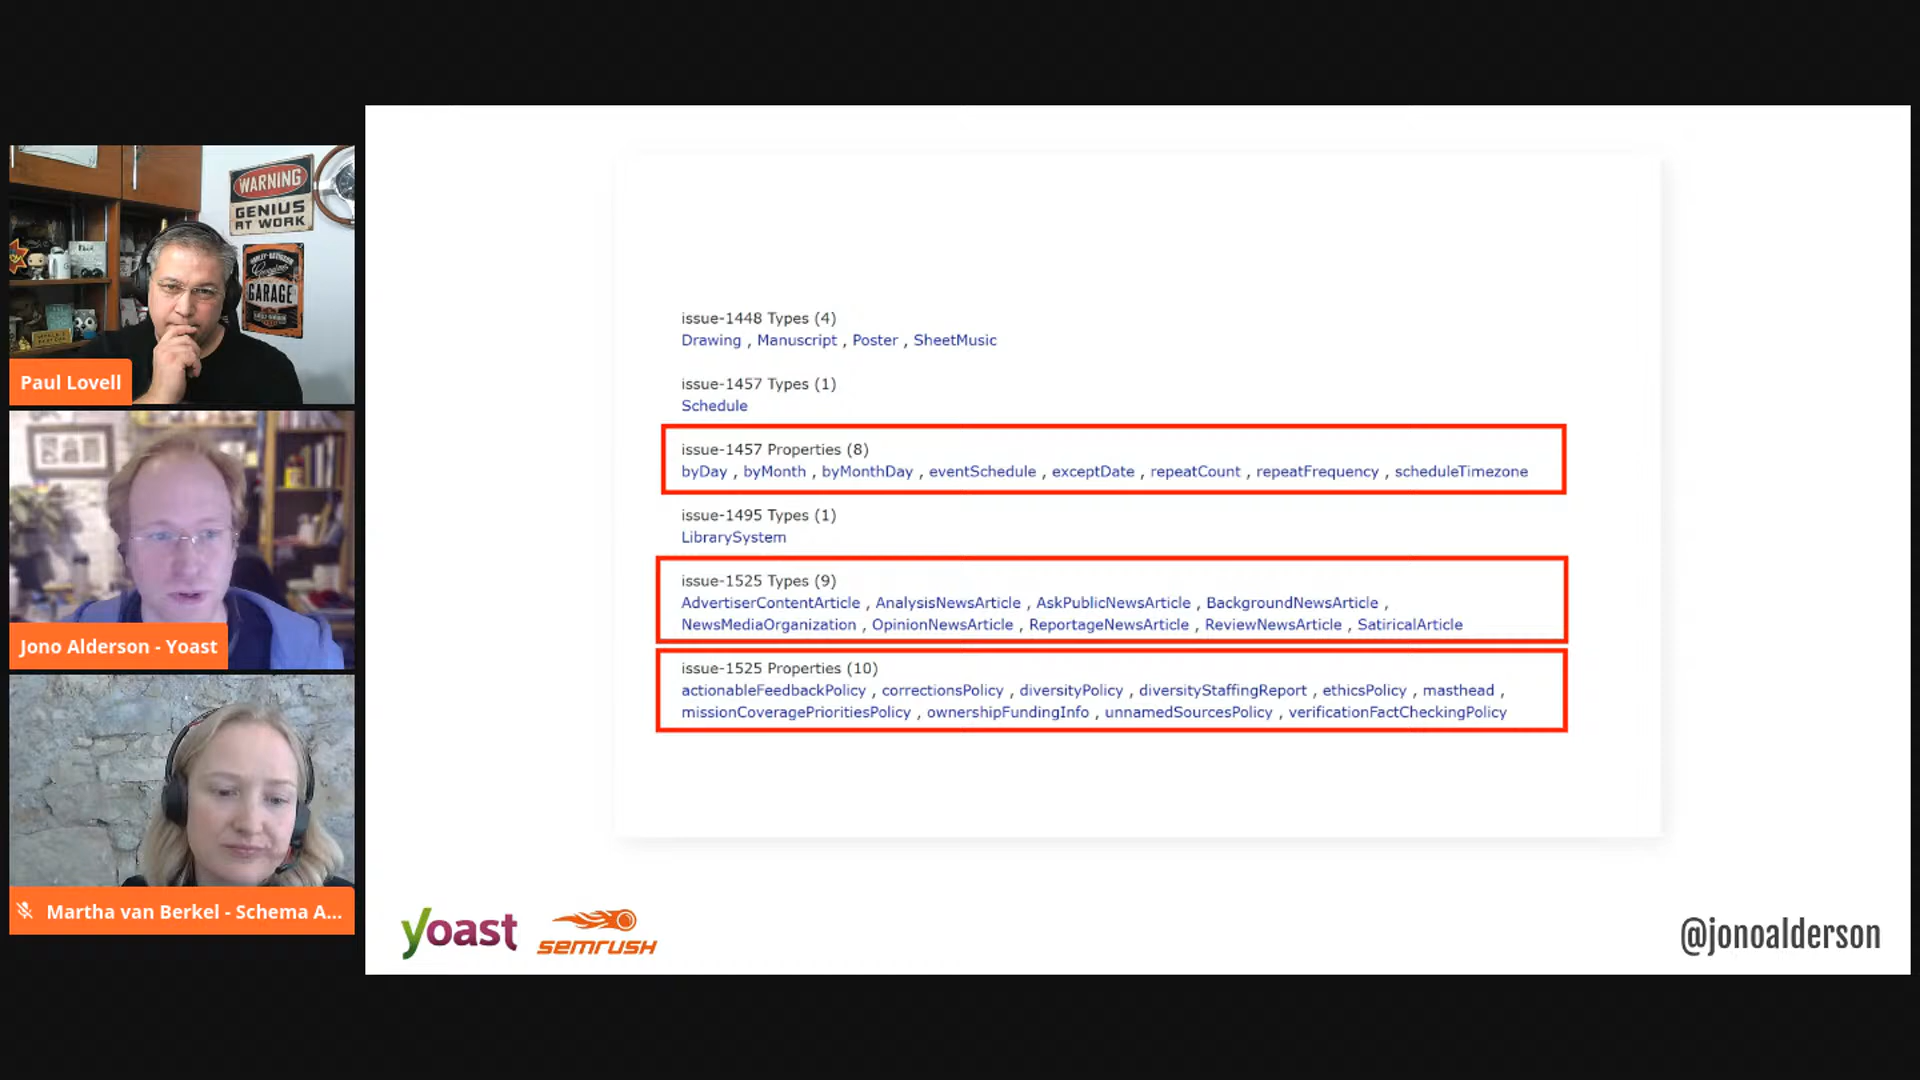 WARNING
GENIUS
AT WORK
HARLEY-DAVIDSON
Genuine
GARAGE
Paul Lovell
Jono Alderson - Yoast
Martha van Berkel - Schema A...
issue-1448 Types (4)
Drawing , Manuscript , Poster , SheetMusic
issue-1457 Types (1)
Schedule
issue-1457 Properties (8)
byDay , byMonth , byMonthDay , eventSchedule , exceptDate , repeatCount , repeatFrequency , scheduleTimezone
issue-1495 Types (1)
LibrarySystem
issue-1525 Types (9)
AdvertiserContentArticle , AnalysisNewsArticle , AskPublicNewsArticle , BackgroundNewsArticle ,
NewsMediaOrganization , OpinionNewsArticle , ReportageNewsArticle , ReviewNewsArticle , SatiricalArticle
issue-1525 Properties (10)
actionableFeedbackPolicy , correctionsPolicy , diversityPolicy , diversityStaffingReport , ethicsPolicy , masthead ,
missionCoveragePrioritiesPolicy , ownershipFundingInfo , unnamedSourcesPolicy , verificationFactCheckingPolicy
yoast
semrush
@jonoalderson